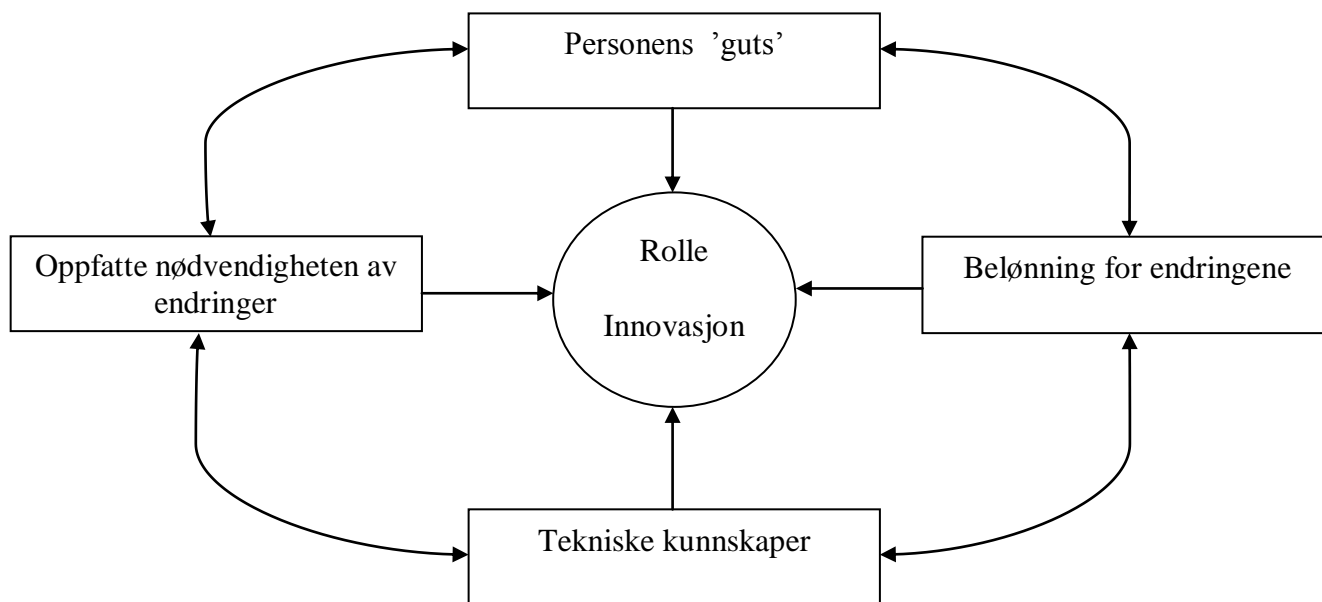 Personens ’guts’
Oppfatte nødvendigheten av
endringer
Rolle
Innovasjon
Belønning for endringene
Tekniske kunnskaper